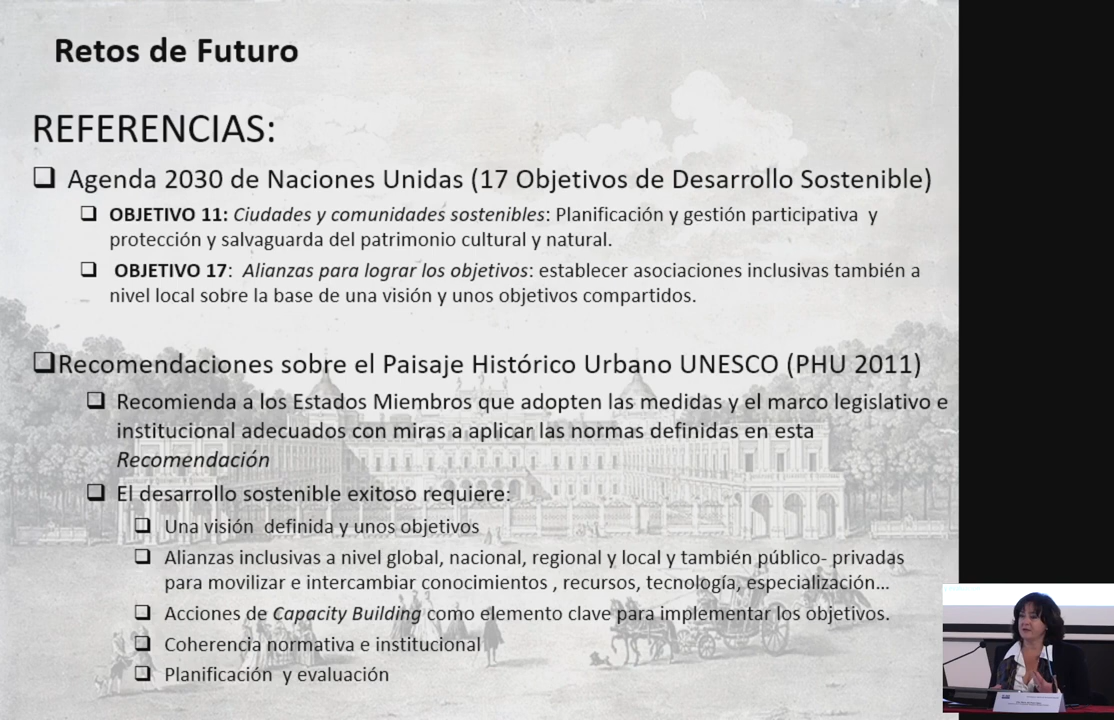 Retos de Futuro
REFERENCIAS:
Agenda 2030 de Naciones Unidas (17 Objetivos de Desarrollo Sostenible)
OBJETIVO 11: Ciudades y comunidades sostenibles: Planificación y gestión participativa y
protección y salvaguarda del patrimonio cultural y natural.
OBJETIVO 17: Alianzas para lograr los objetivos: establecer asociaciones inclusivas también a
nivel local sobre la base de una visión y unos objetivos compartidos.
Recomendaciones sobre el Paisaje Histórico Urbano UNESCO (PHU 2011)
Recomienda a los Estados Miembros que adopten las medidas y el marco legislativo e
institucional adecuados con miras a aplicar las normas definidas en esta
Recomendación
El desarrollo sostenible exitoso requiere:
Una visión definida y unos objetivos
Alianzas inclusivas a nivel global, nacional, regional y local y también público- privadas
para movilizar e intercambiar conocimientos , recursos, tecnología, especialización...
Acciones de Capacity Building como elemento clave para implementar los objetivos.
Coherencia normativa e institucional
Planificación y evaluación